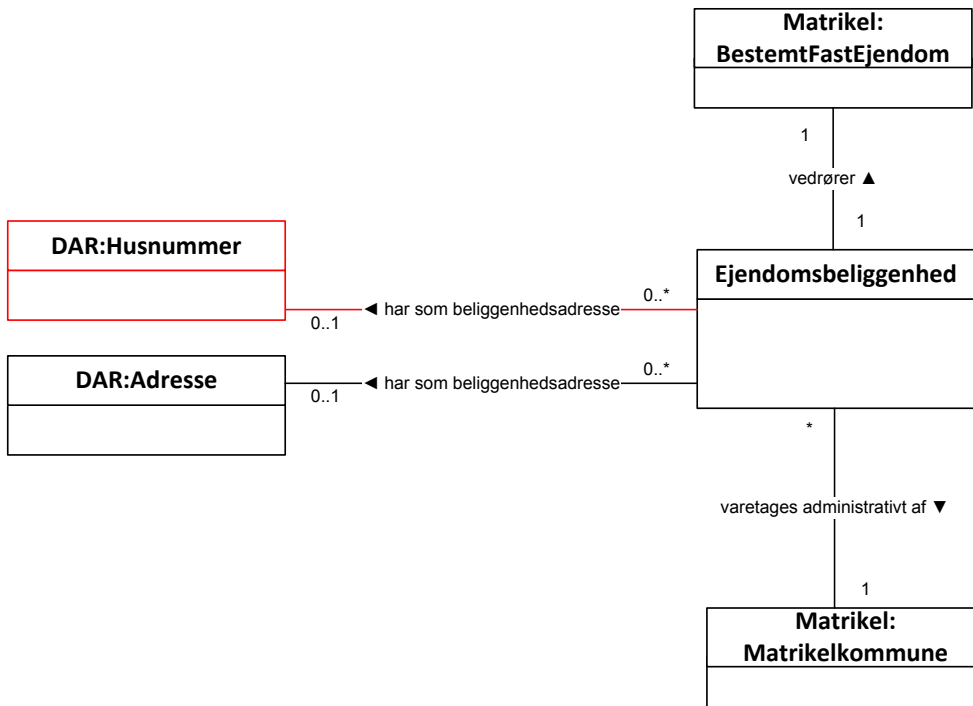 Matrikel:
BestemtFastEjendom
1
vedrører ▲
1
DAR:Husnummer
Ejendomsbeliggenhed
0..1
◄ har som beliggenhedsadresse
0..*
DAR:Adresse
0..1
◄ har som beliggenhedsadresse
0..*
*
varetages administrativt af ▼
1
Matrikel:
Matrikelkommune